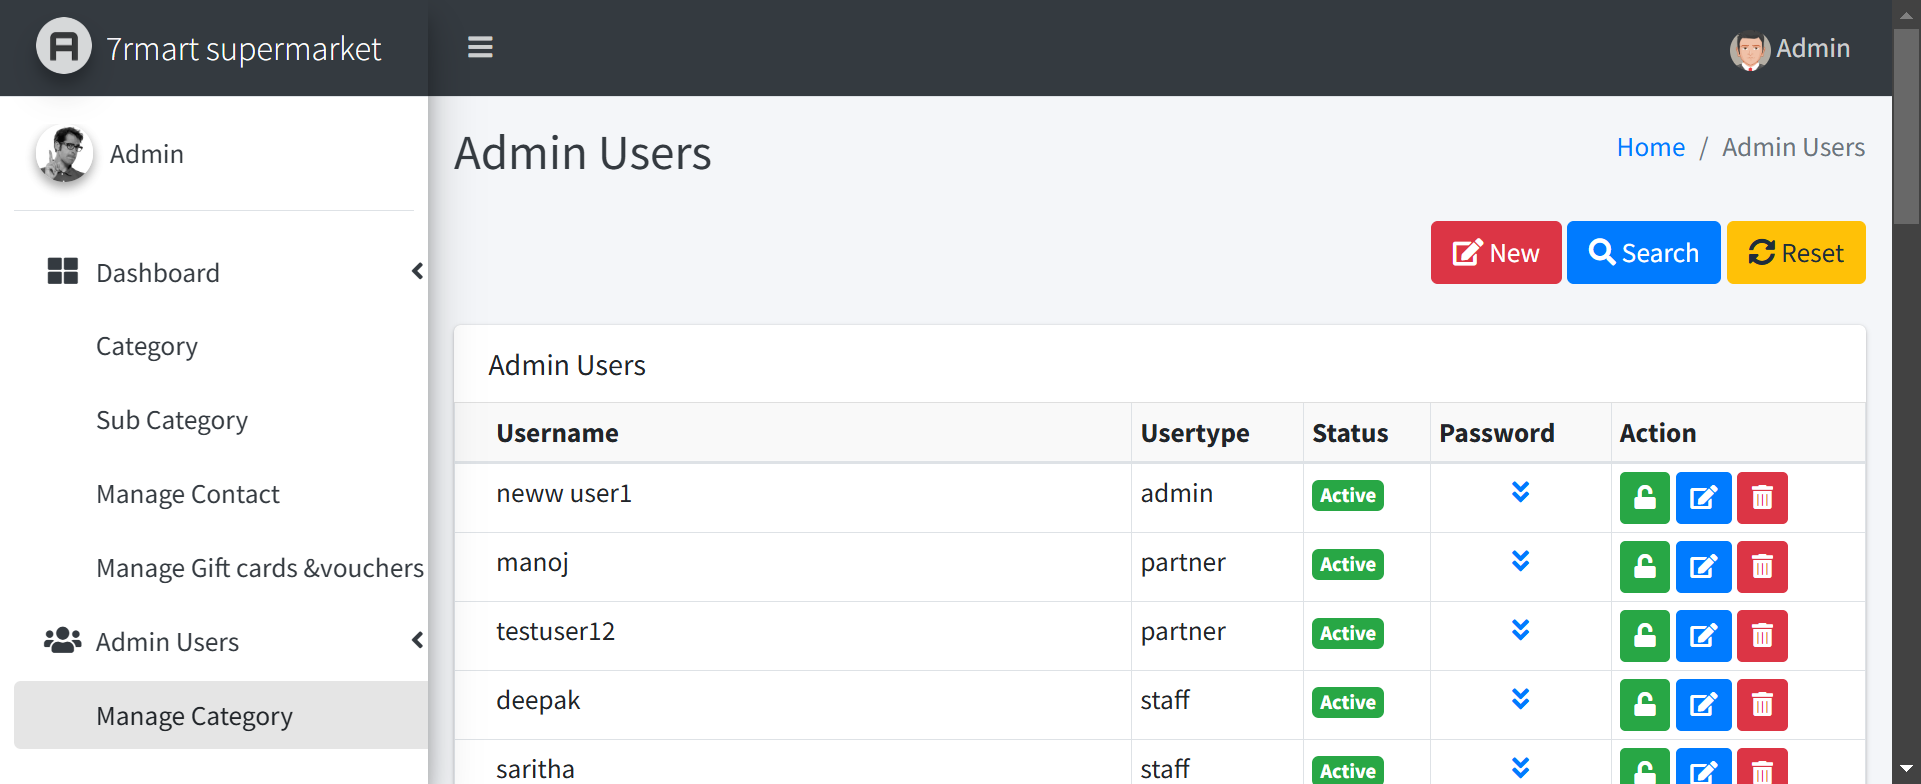 7rmart supermarket
Admin
Admin
Admin Users
Home / Admin Users
Dashboard
Category
Sub Category
Manage Contact
Manage Gift cards &vouchers
Admin Users
Manage Category
New Search Reset
Admin Users
Username Usertype Status Password Action
neww user1 admin Active
manoj partner Active
testuser12 partner Active
deepak staff Active
saritha staff Active